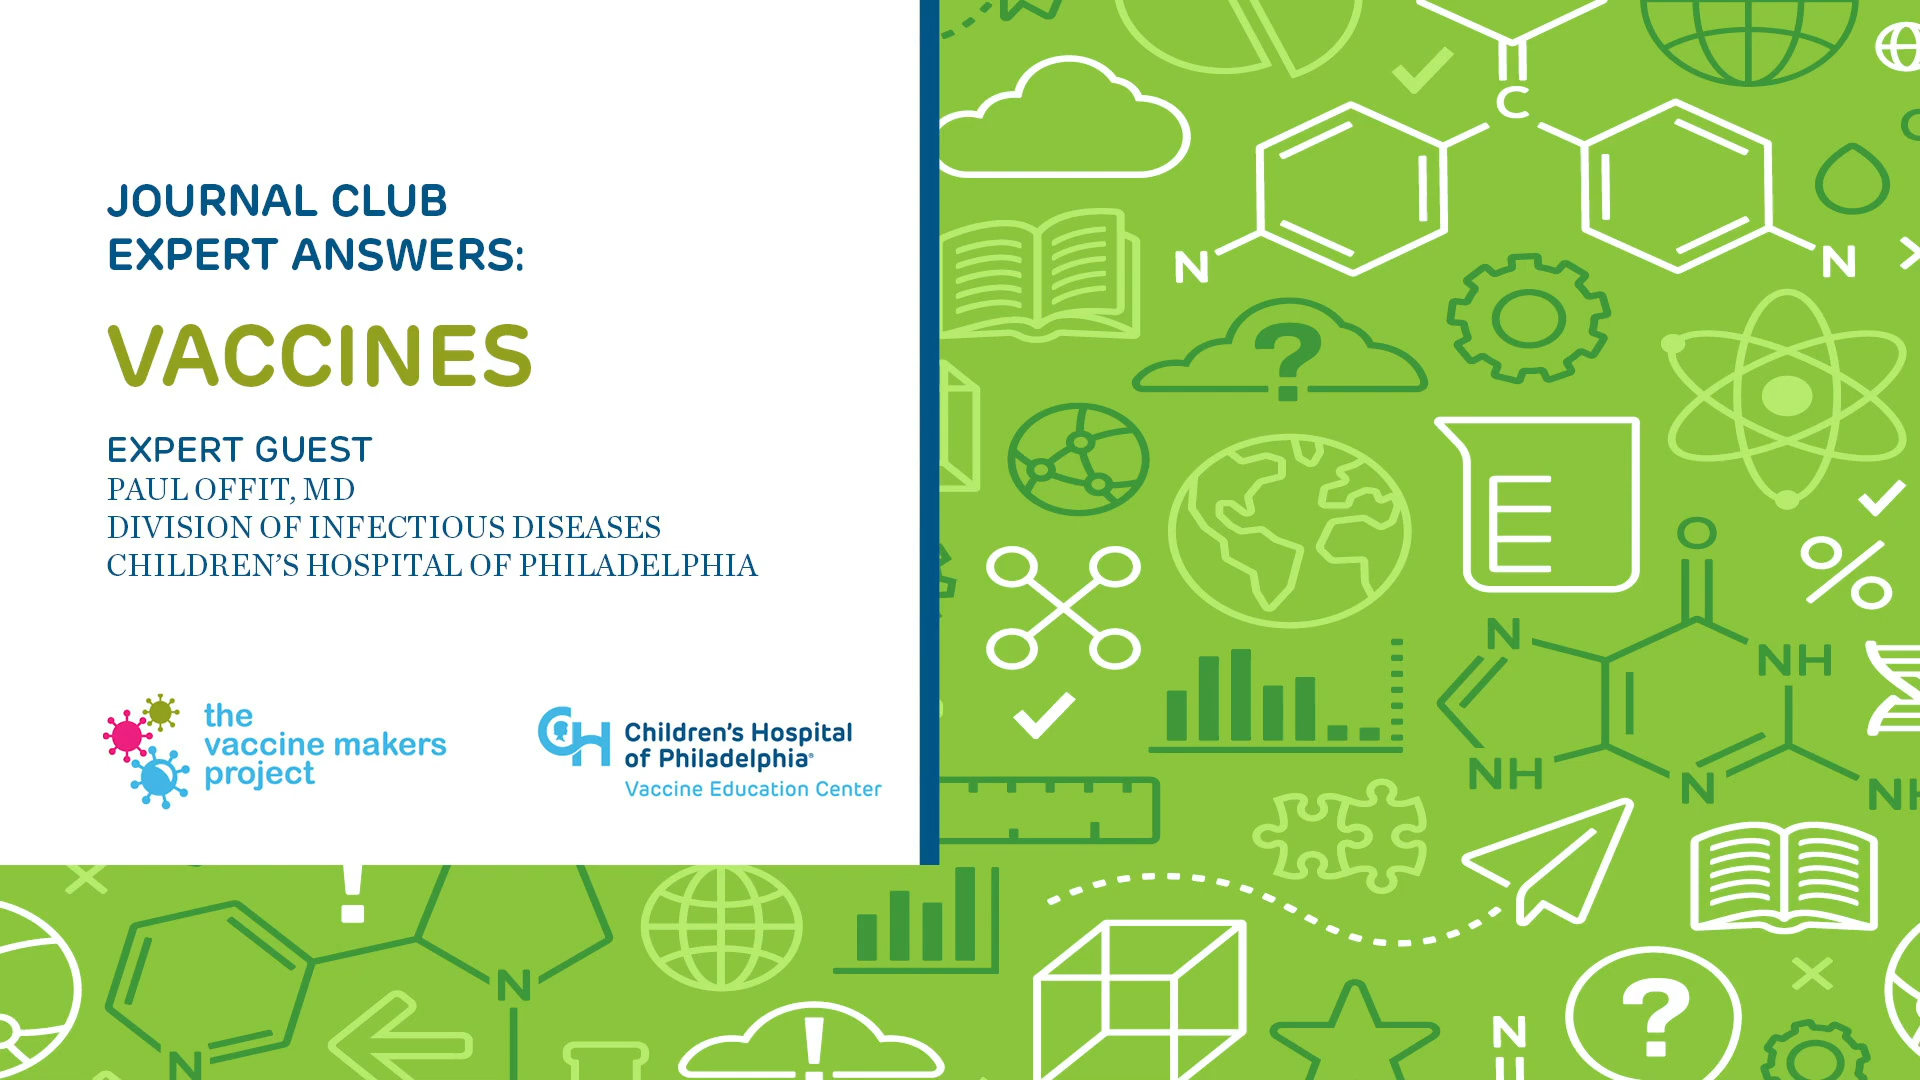 JOURNAL CLUB
EXPERT ANSWERS:
VACCINES
EXPERT GUEST
PAUL OFFIT, MD
DIVISION OF INFECTIOUS DISEASES
CHILDREN’S HOSPITAL OF PHILADELPHIA
the
vaccine makers
project
CH
Children’s Hospital
of Philadelphia®
Vaccine Education Center
C
N
N
?
O
%
N
NH
NH
N
NH
!
N
N
!
N
?